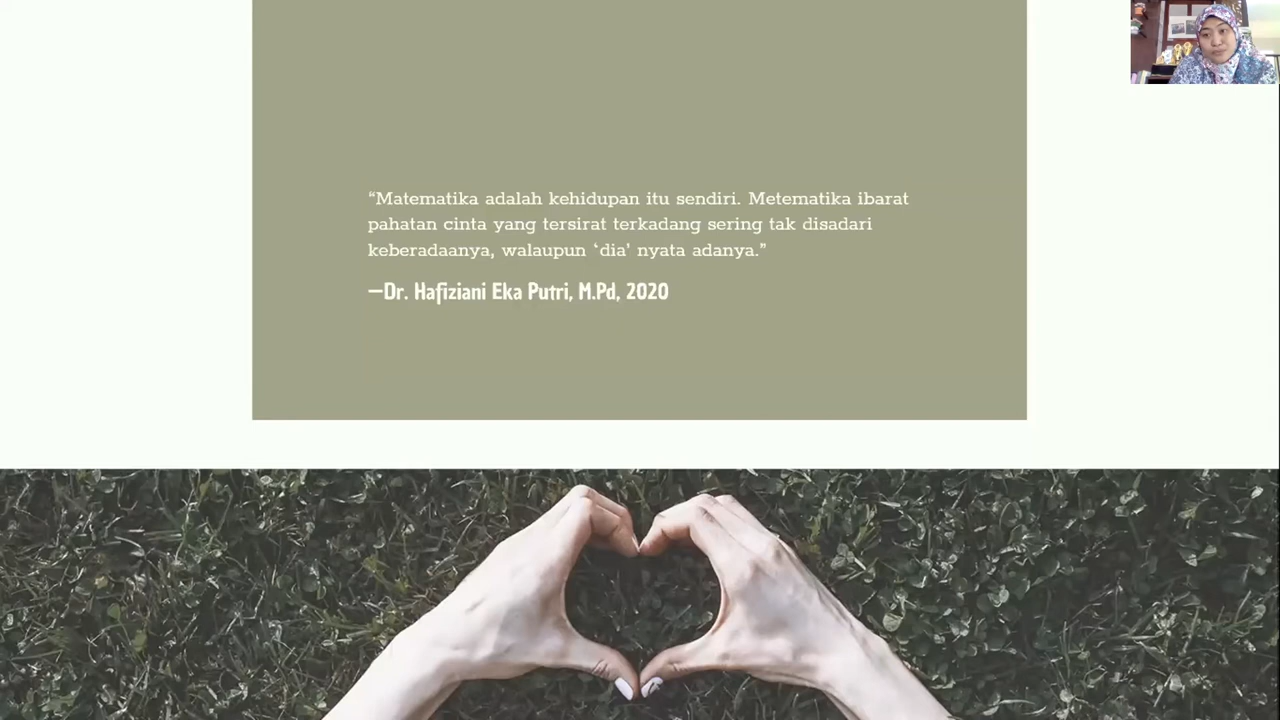 “Matematika adalah kehidupan itu sendiri. Metematika ibarat
pahatan cinta yang tersirat terkadang sering tak disadari
keberadaanya, walaupun ‘dia’ nyata adanya.”
—Dr. Hafiziani Eka Putri, M.Pd, 2020